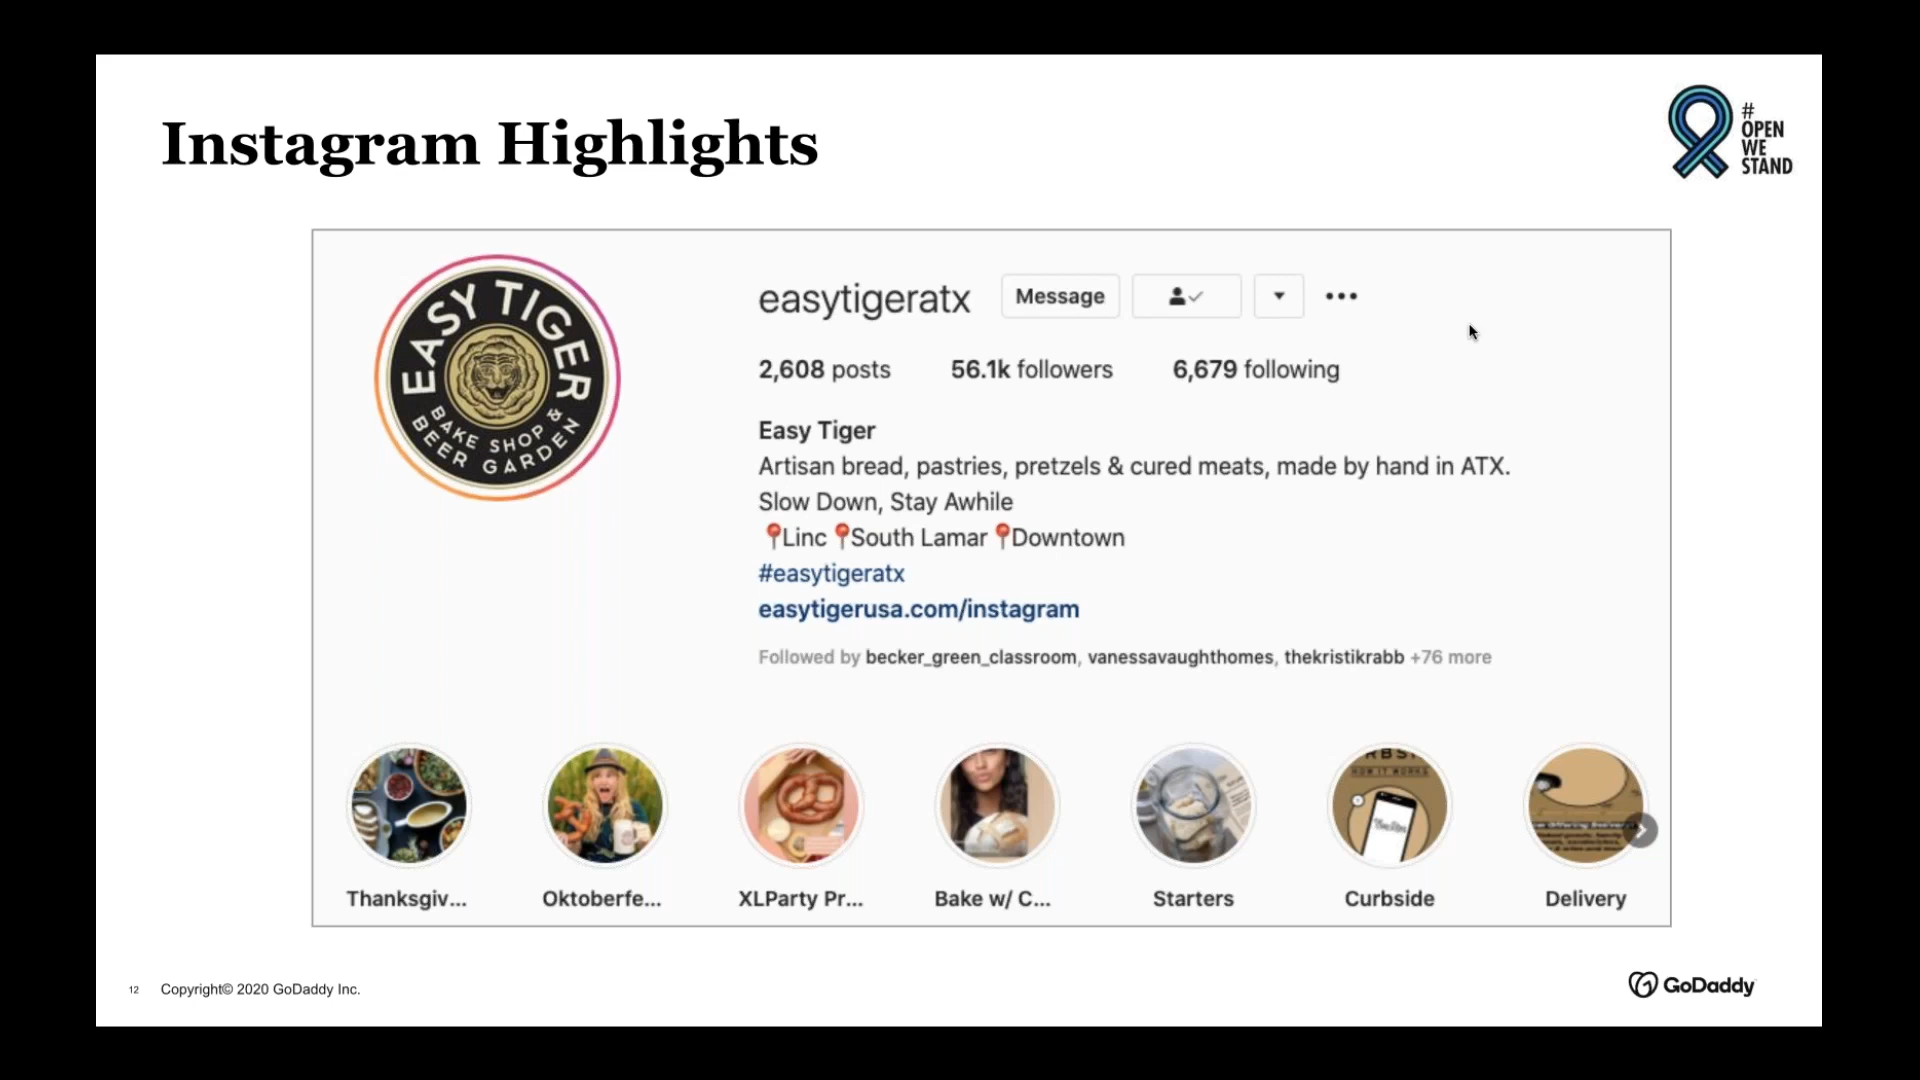 Instagram Highlights
#
OPEN
WE
STAND
EASY TIGER
BAKE SHOP &
BEER GARDEN
easytigeratx
Message
2,608 posts 56.1k followers 6,679 following
Easy Tiger
Artisan bread, pastries, pretzels & cured meats, made by hand in ATX.
Slow Down, Stay Awhile
📍Linc 📍South Lamar 📍Downtown
#easytigeratx
easytigerusa.com/instagram
Followed by becker_green_classroom, vanessavaughthomes, thekristikrabb +76 more
HOW IT WORKS
Thanksgiv... Oktoberfe... XLParty Pr... Bake w/ C... Starters Curbside Delivery
12 Copyright© 2020 GoDaddy Inc.
GoDaddy